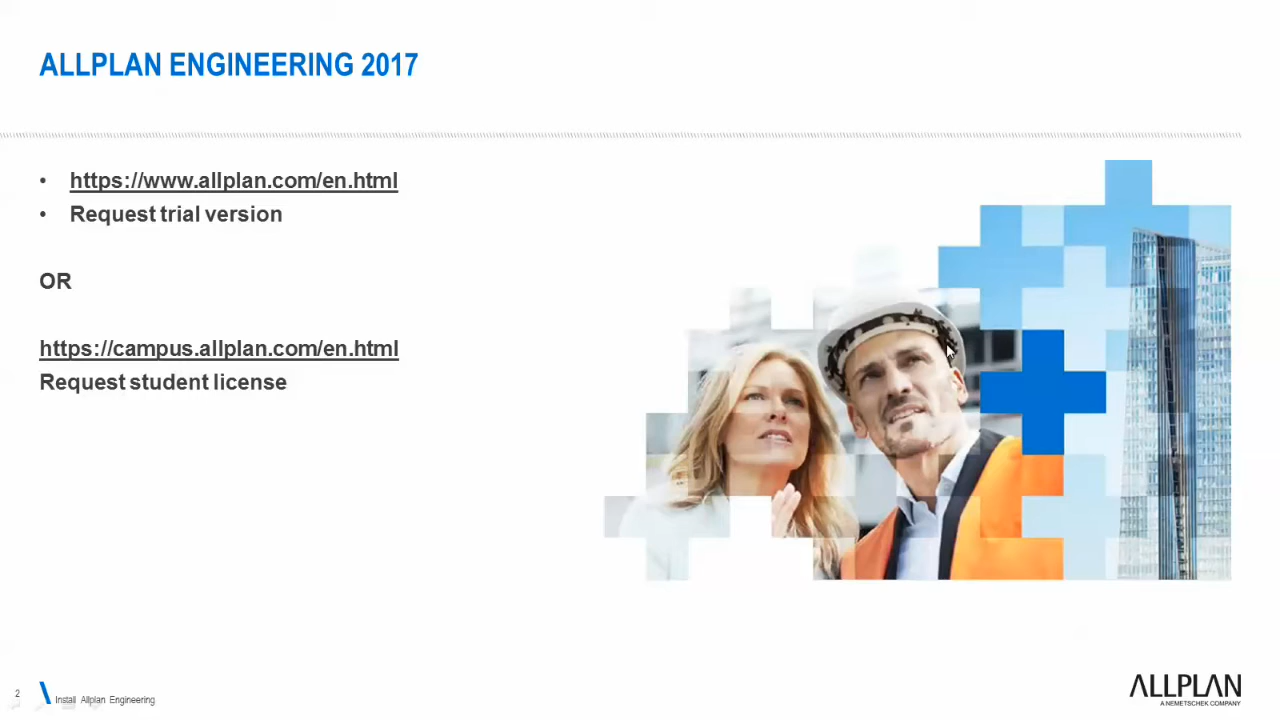 ALLPLAN ENGINEERING 2017
• https://www.allplan.com/en.html
• Request trial version
OR
https://campus.allplan.com/en.html
Request student license
2
Install Allplan Engineering
ALLPLAN
A NEMETSCHEK COMPANY